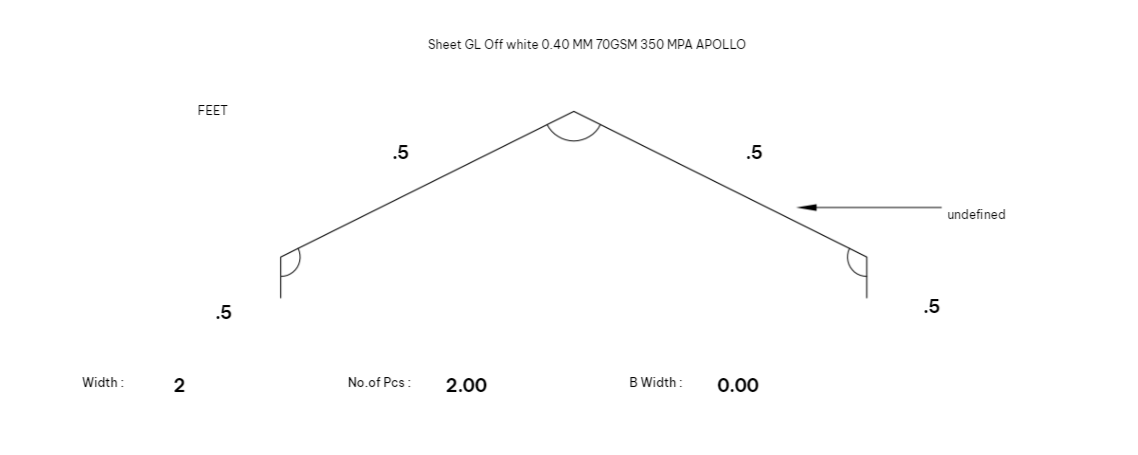 Sheet GL Off white 0.40 MM 70GSM 350 MPA APOLLO
FEET
.5
.5
undefined
.5
.5
Width : 2 No.of Pcs : 2.00 B Width : 0.00